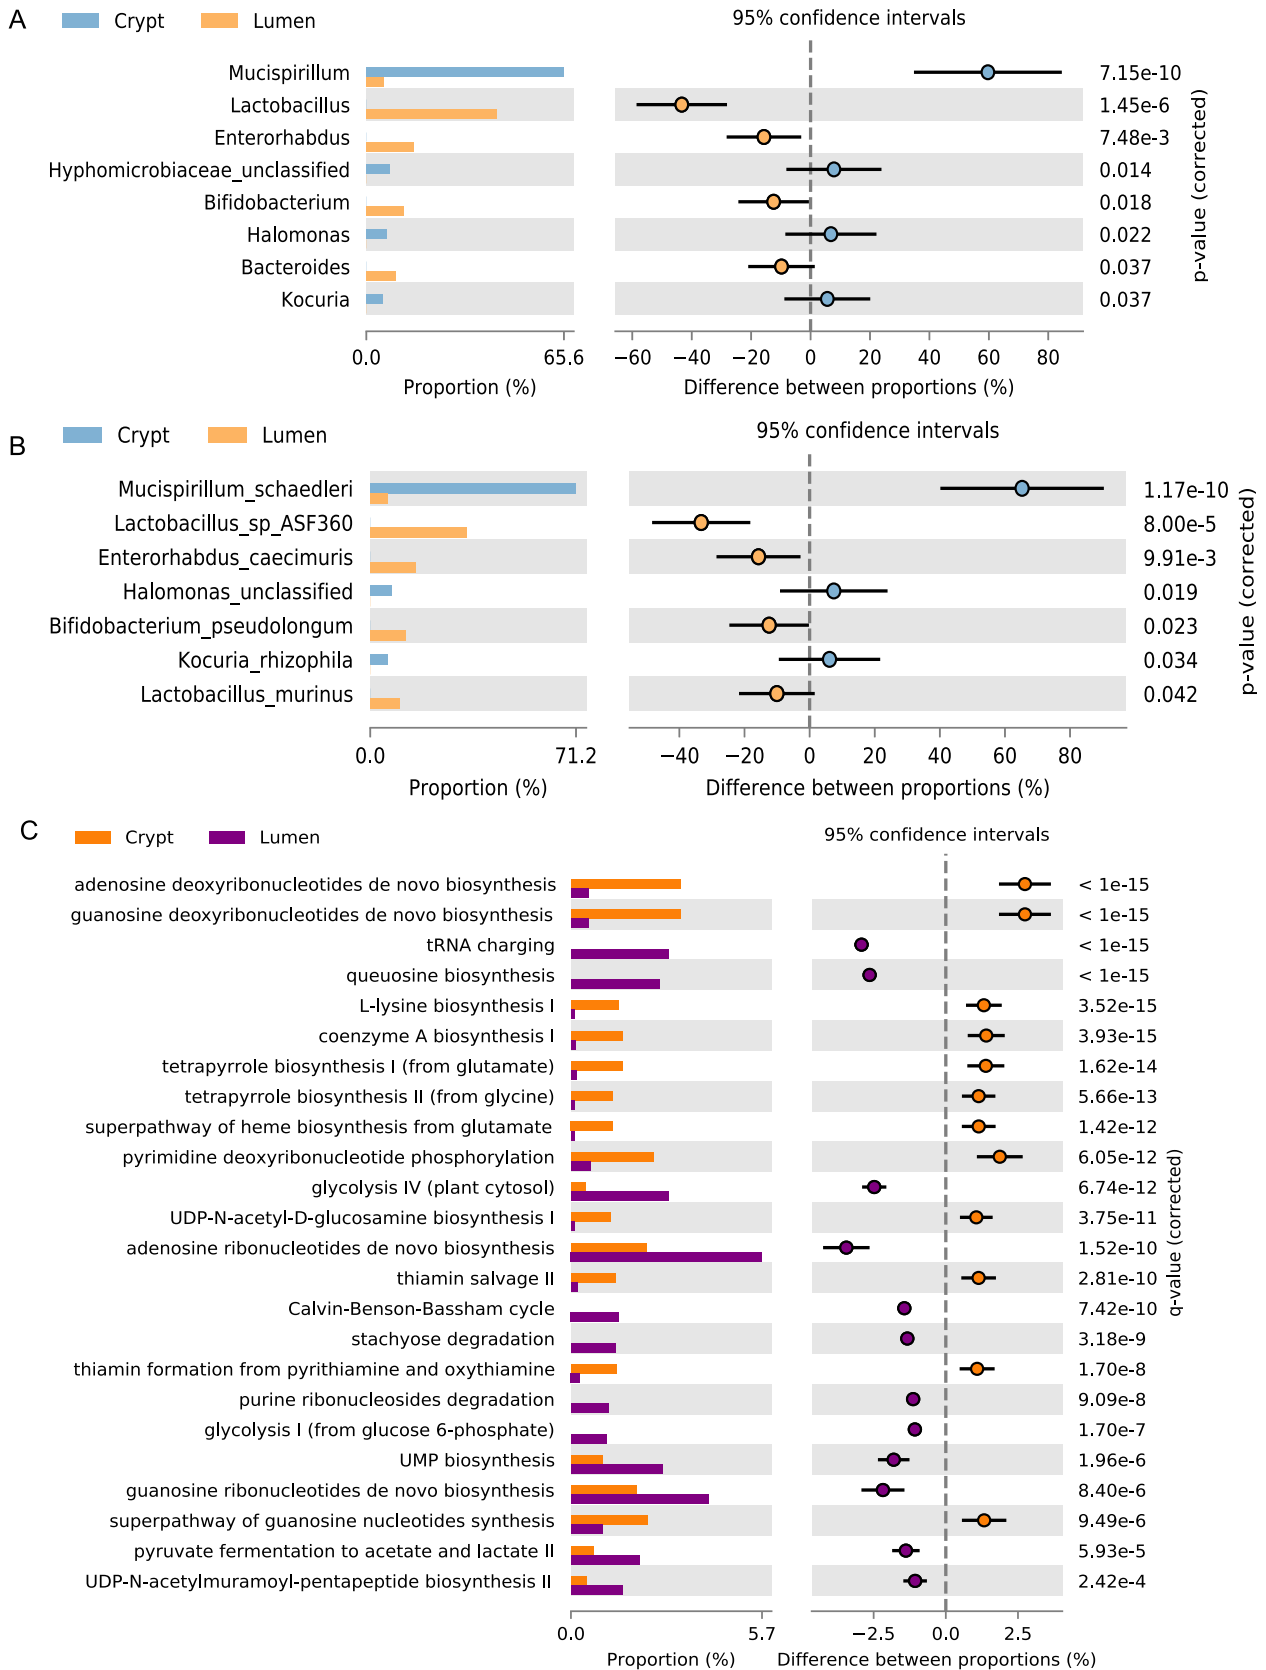 A
Crypt
Lumen
95% confidence intervals
Mucispirillum
7.15e-10
Lactobacillus
1.45e-6
Enterorhabdus
7.48e-3
Hyphomicrobiaceae_unclassified
0.014
Bifidobacterium
0.018
Halomonas
0.022
Bacteroides
0.037
Kocuria
0.037
p-value (corrected)
0.0
65.6
−60 −40 −20 0 20 40 60 80
Proportion (%)
Difference between proportions (%)
B
Crypt
Lumen
95% confidence intervals
Mucispirillum_schaedleri
1.17e-10
Lactobacillus_sp_ASF360
8.00e-5
Enterorhabdus_caecimuris
9.91e-3
Halomonas_unclassified
0.019
Bifidobacterium_pseudolongum
0.023
Kocuria_rhizophila
0.034
Lactobacillus_murinus
0.042
p-value (corrected)
0.0
71.2
−40 −20 0 20 40 60 80
Proportion (%)
Difference between proportions (%)
C
Crypt
Lumen
95% confidence intervals
adenosine deoxyribonucleotides de novo biosynthesis
< 1e-15
guanosine deoxyribonucleotides de novo biosynthesis
< 1e-15
tRNA charging
< 1e-15
queuosine biosynthesis
< 1e-15
L-lysine biosynthesis I
3.52e-15
coenzyme A biosynthesis I
3.93e-15
tetrapyrrole biosynthesis I (from glutamate)
1.62e-14
tetrapyrrole biosynthesis II (from glycine)
5.66e-13
superpathway of heme biosynthesis from glutamate
1.42e-12
pyrimidine deoxyribonucleotide phosphorylation
6.05e-12
glycolysis IV (plant cytosol)
6.74e-12
UDP-N-acetyl-D-glucosamine biosynthesis I
3.75e-11
adenosine ribonucleotides de novo biosynthesis
1.52e-10
thiamin salvage II
2.81e-10
Calvin-Benson-Bassham cycle
7.42e-10
stachyose degradation
3.18e-9
thiamin formation from pyrithiamine and oxythiamine
1.70e-8
purine ribonucleosides degradation
9.09e-8
glycolysis I (from glucose 6-phosphate)
1.70e-7
UMP biosynthesis
1.96e-6
guanosine ribonucleotides de novo biosynthesis
8.40e-6
superpathway of guanosine nucleotides synthesis
9.49e-6
pyruvate fermentation to acetate and lactate II
5.93e-5
UDP-N-acetylmuramoyl-pentapeptide biosynthesis II
2.42e-4
q-value (corrected)
0.0
5.7
−2.5 0.0 2.5
Proportion (%)
Difference between proportions (%)